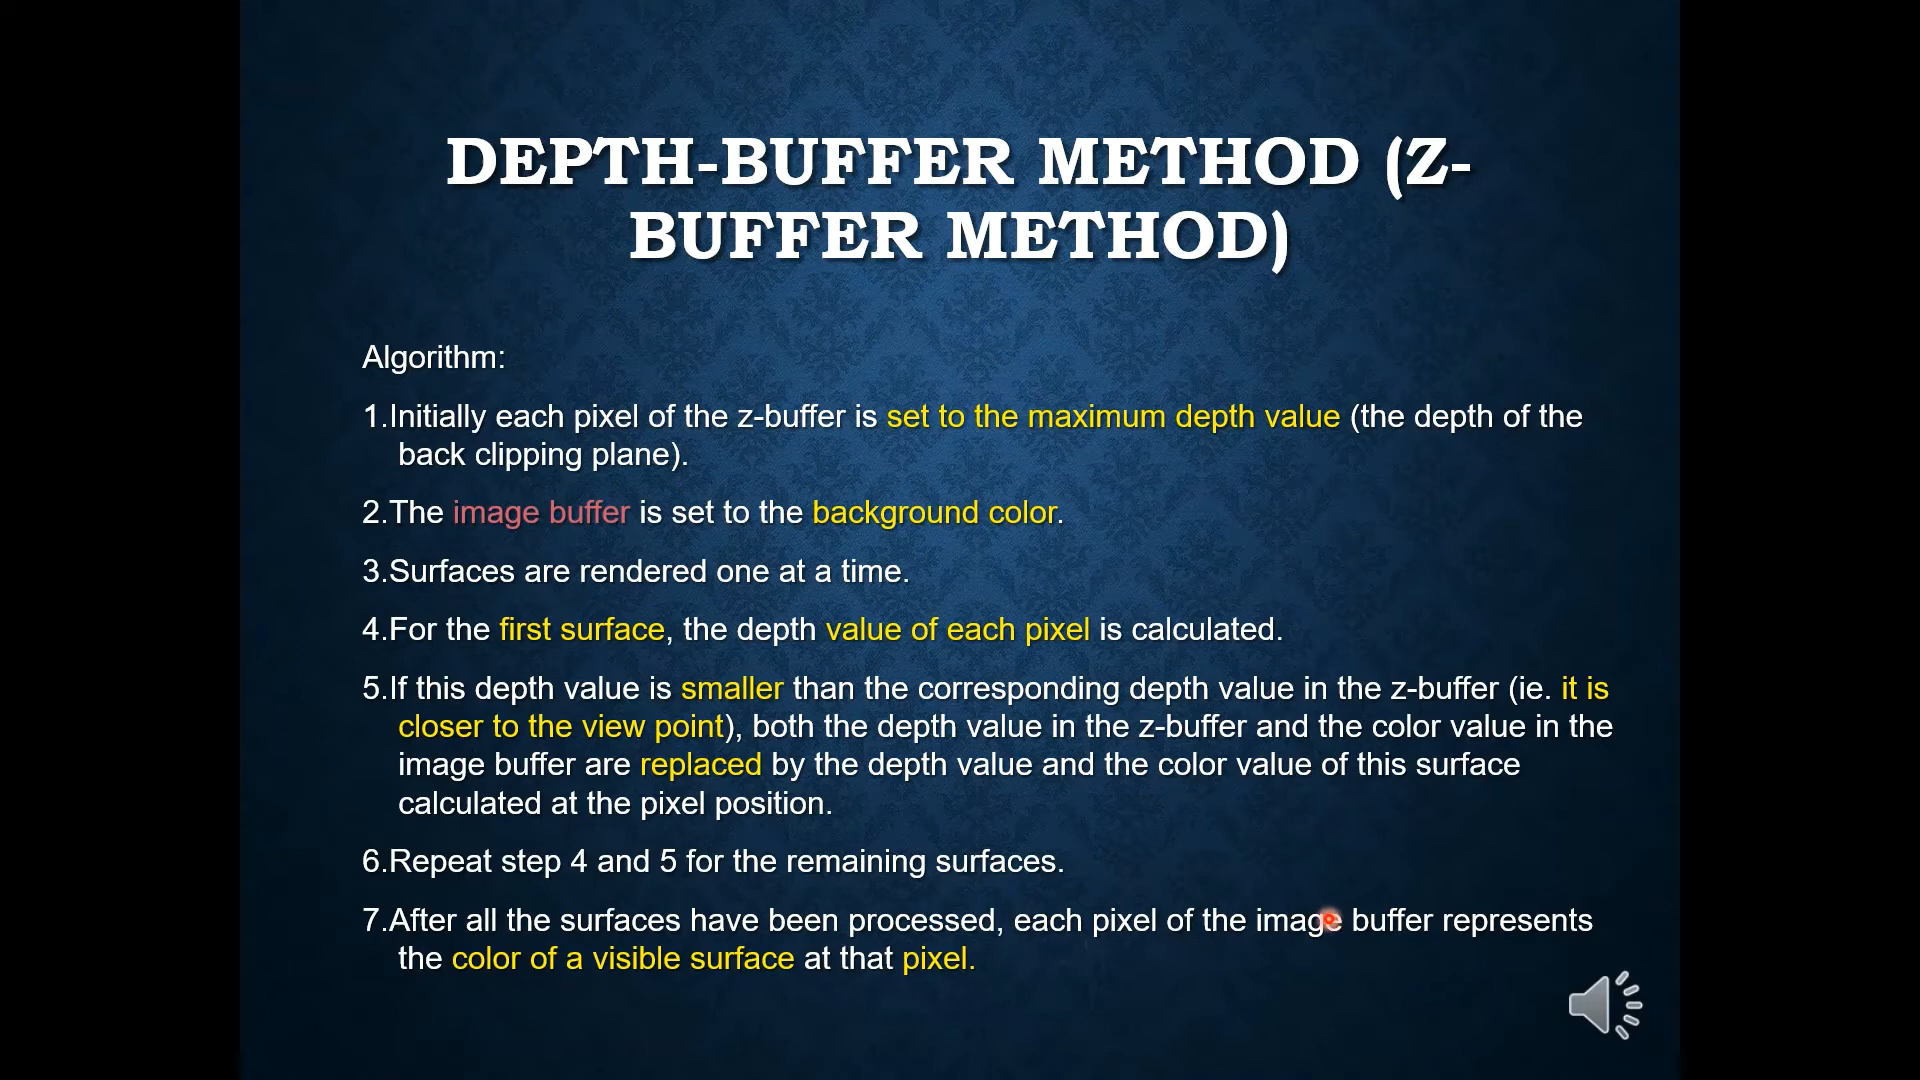 DEPTH-BUFFER METHOD (Z-
BUFFER METHOD)
Algorithm:
1.Initially each pixel of the z-buffer is set to the maximum depth value (the depth of the
back clipping plane).
2.The image buffer is set to the background color.
3.Surfaces are rendered one at a time.
4.For the first surface, the depth value of each pixel is calculated.
5.If this depth value is smaller than the corresponding depth value in the z-buffer (ie. it is
closer to the view point), both the depth value in the z-buffer and the color value in the
image buffer are replaced by the depth value and the color value of this surface
calculated at the pixel position.
6.Repeat step 4 and 5 for the remaining surfaces.
7.After all the surfaces have been processed, each pixel of the image buffer represents
the color of a visible surface at that pixel.